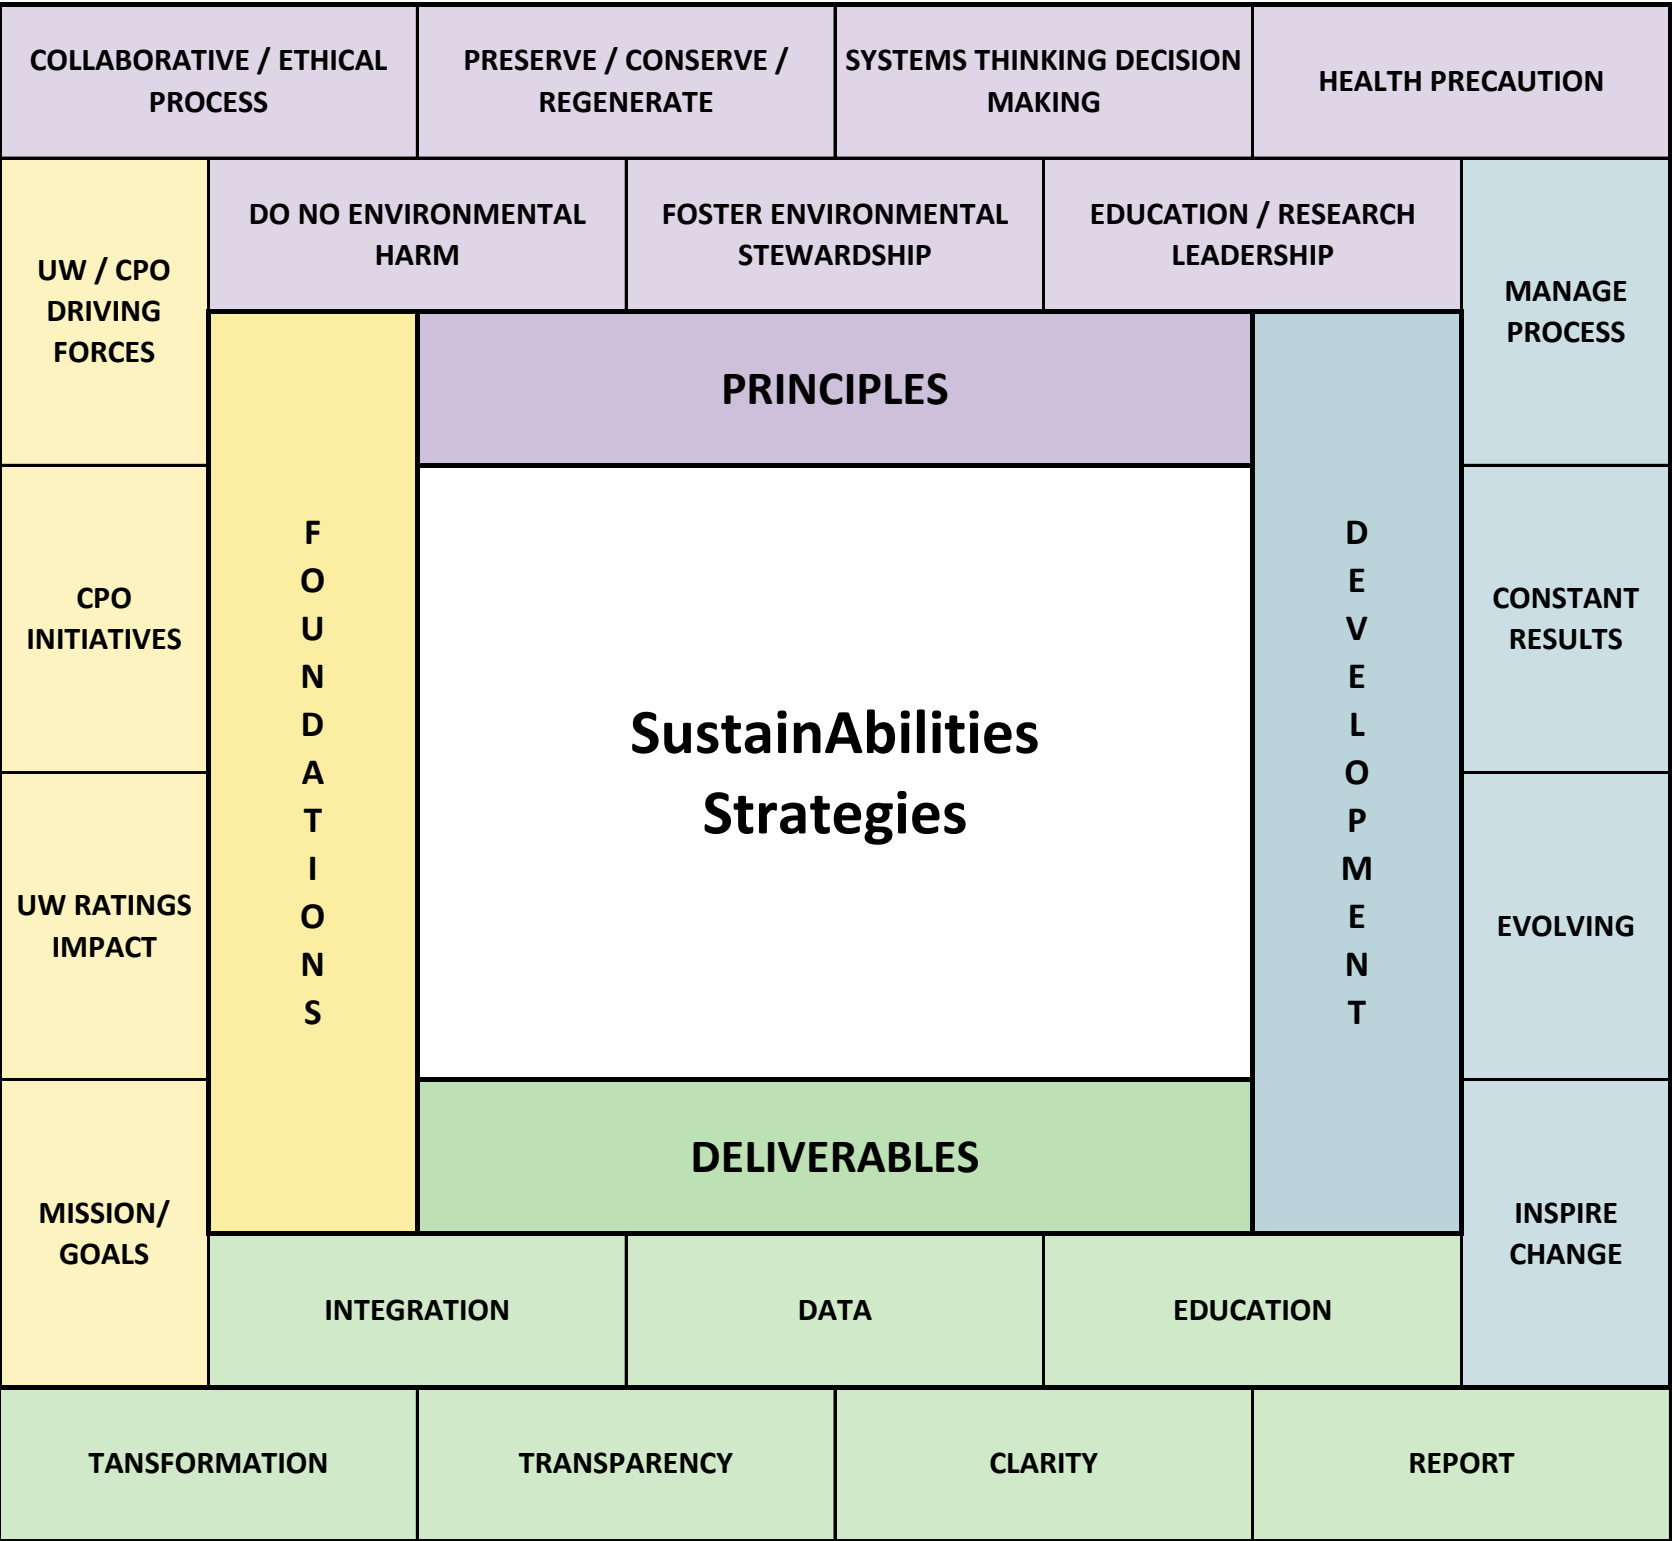 COLLABORATIVE / ETHICAL
PROCESS
PRESERVE / CONSERVE /
REGENERATE
SYSTEMS THINKING DECISION
MAKING
HEALTH PRECAUTION
UW / CPO
DRIVING
FORCES
DO NO ENVIRONMENTAL
HARM
FOSTER ENVIRONMENTAL
STEWARDSHIP
EDUCATION / RESEARCH
LEADERSHIP
MANAGE
PROCESS
PRINCIPLES
CPO
INITIATIVES
UW RATINGS
IMPACT
MISSION/
GOALS
F
O
U
N
D
A
T
I
O
N
S
SustainAbilities
Strategies
D
E
V
E
L
O
P
M
E
N
T
CONSTANT
RESULTS
EVOLVING
INSPIRE
CHANGE
DELIVERABLES
INTEGRATION
DATA
EDUCATION
TANSFORMATION
TRANSPARENCY
CLARITY
REPORT